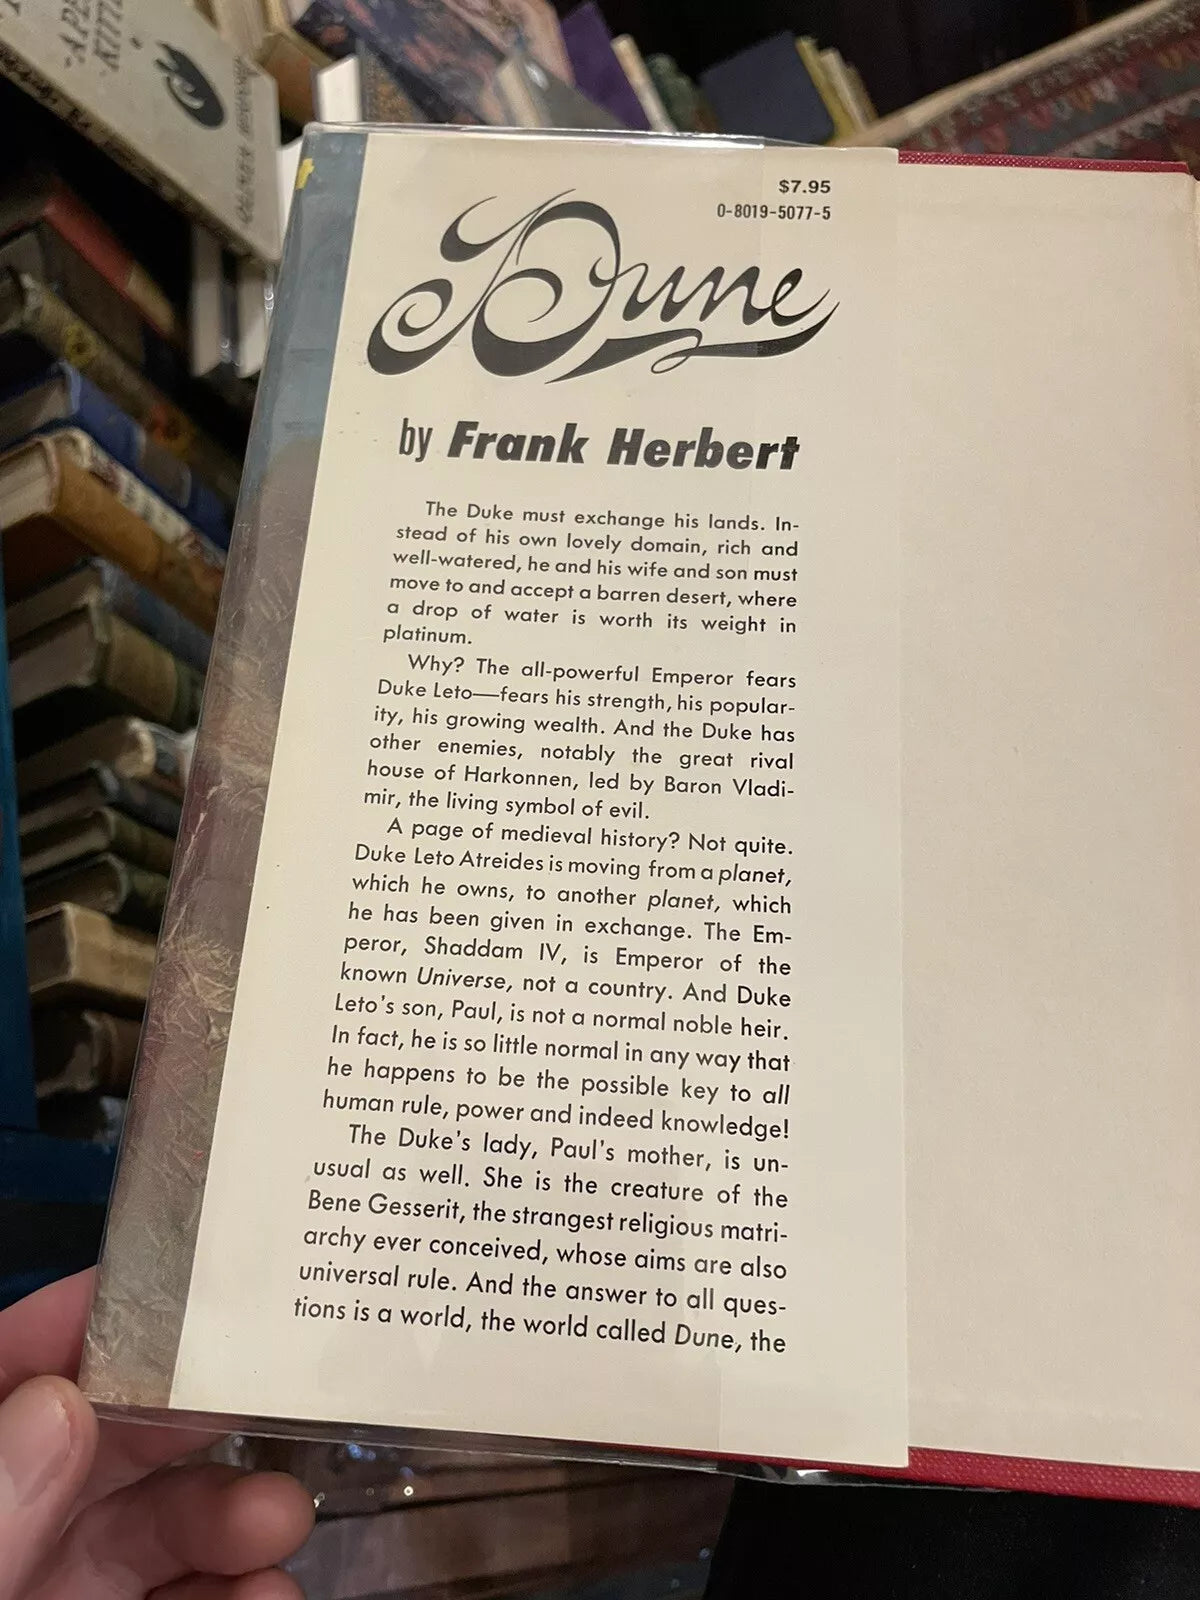 $7.95
0-8019-5077-5
Dune
by Frank Herbert
The Duke must exchange his lands. In-
stead of his own lovely domain, rich and
well-watered, he and his wife and son must
move to and accept a barren desert, where
a drop of water is worth its weight in
platinum.
Why? The all-powerful Emperor fears
Duke Leto—fears his strength, his popular-
ity, his growing wealth. And the Duke has
other enemies, notably the great rival
house of Harkonnen, led by Baron Vladi-
mir, the living symbol of evil.
A page of medieval history? Not quite.
Duke Leto Atreides is moving from a planet,
which he owns, to another planet, which
he has been given in exchange. The Em-
peror, Shaddam IV, is Emperor of the
known Universe, not a country. And Duke
Leto's son, Paul, is not a normal noble heir.
In fact, he is so little normal in any way that
he happens to be the possible key to all
human rule, power and indeed knowledge!
The Duke's lady, Paul's mother, is un-
usual as well. She is the creature of the
Bene Gesserit, the strangest religious matri-
archy ever conceived, whose aims are also
universal rule. And the answer to all ques-
tions is a world, the world called Dune, the